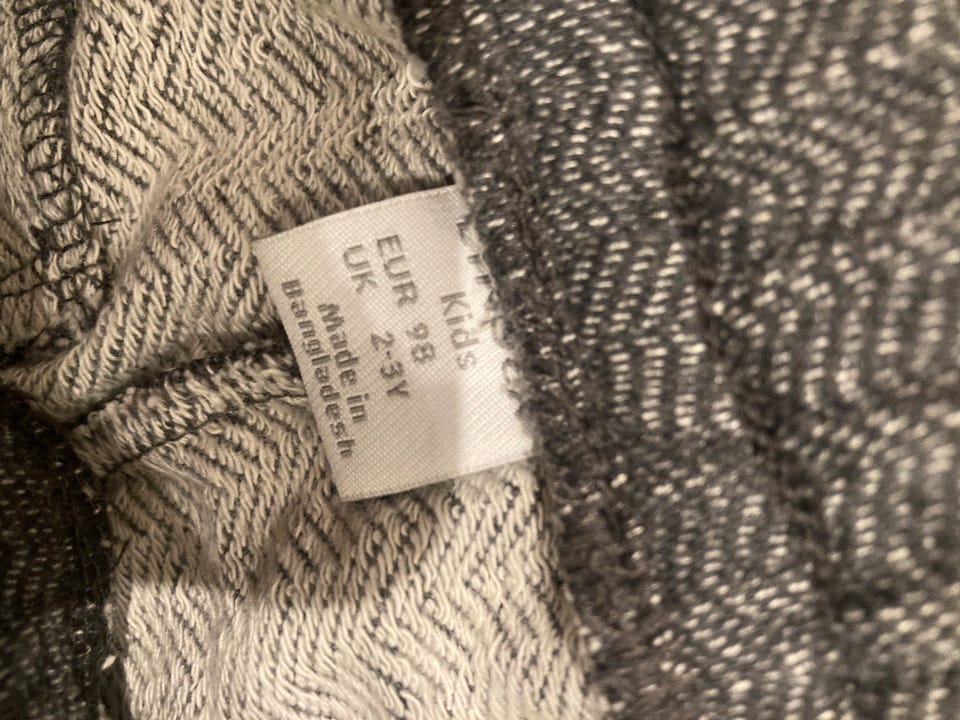 Kids
EUR 98
UK 2-3Y
Made in
Bangladesh